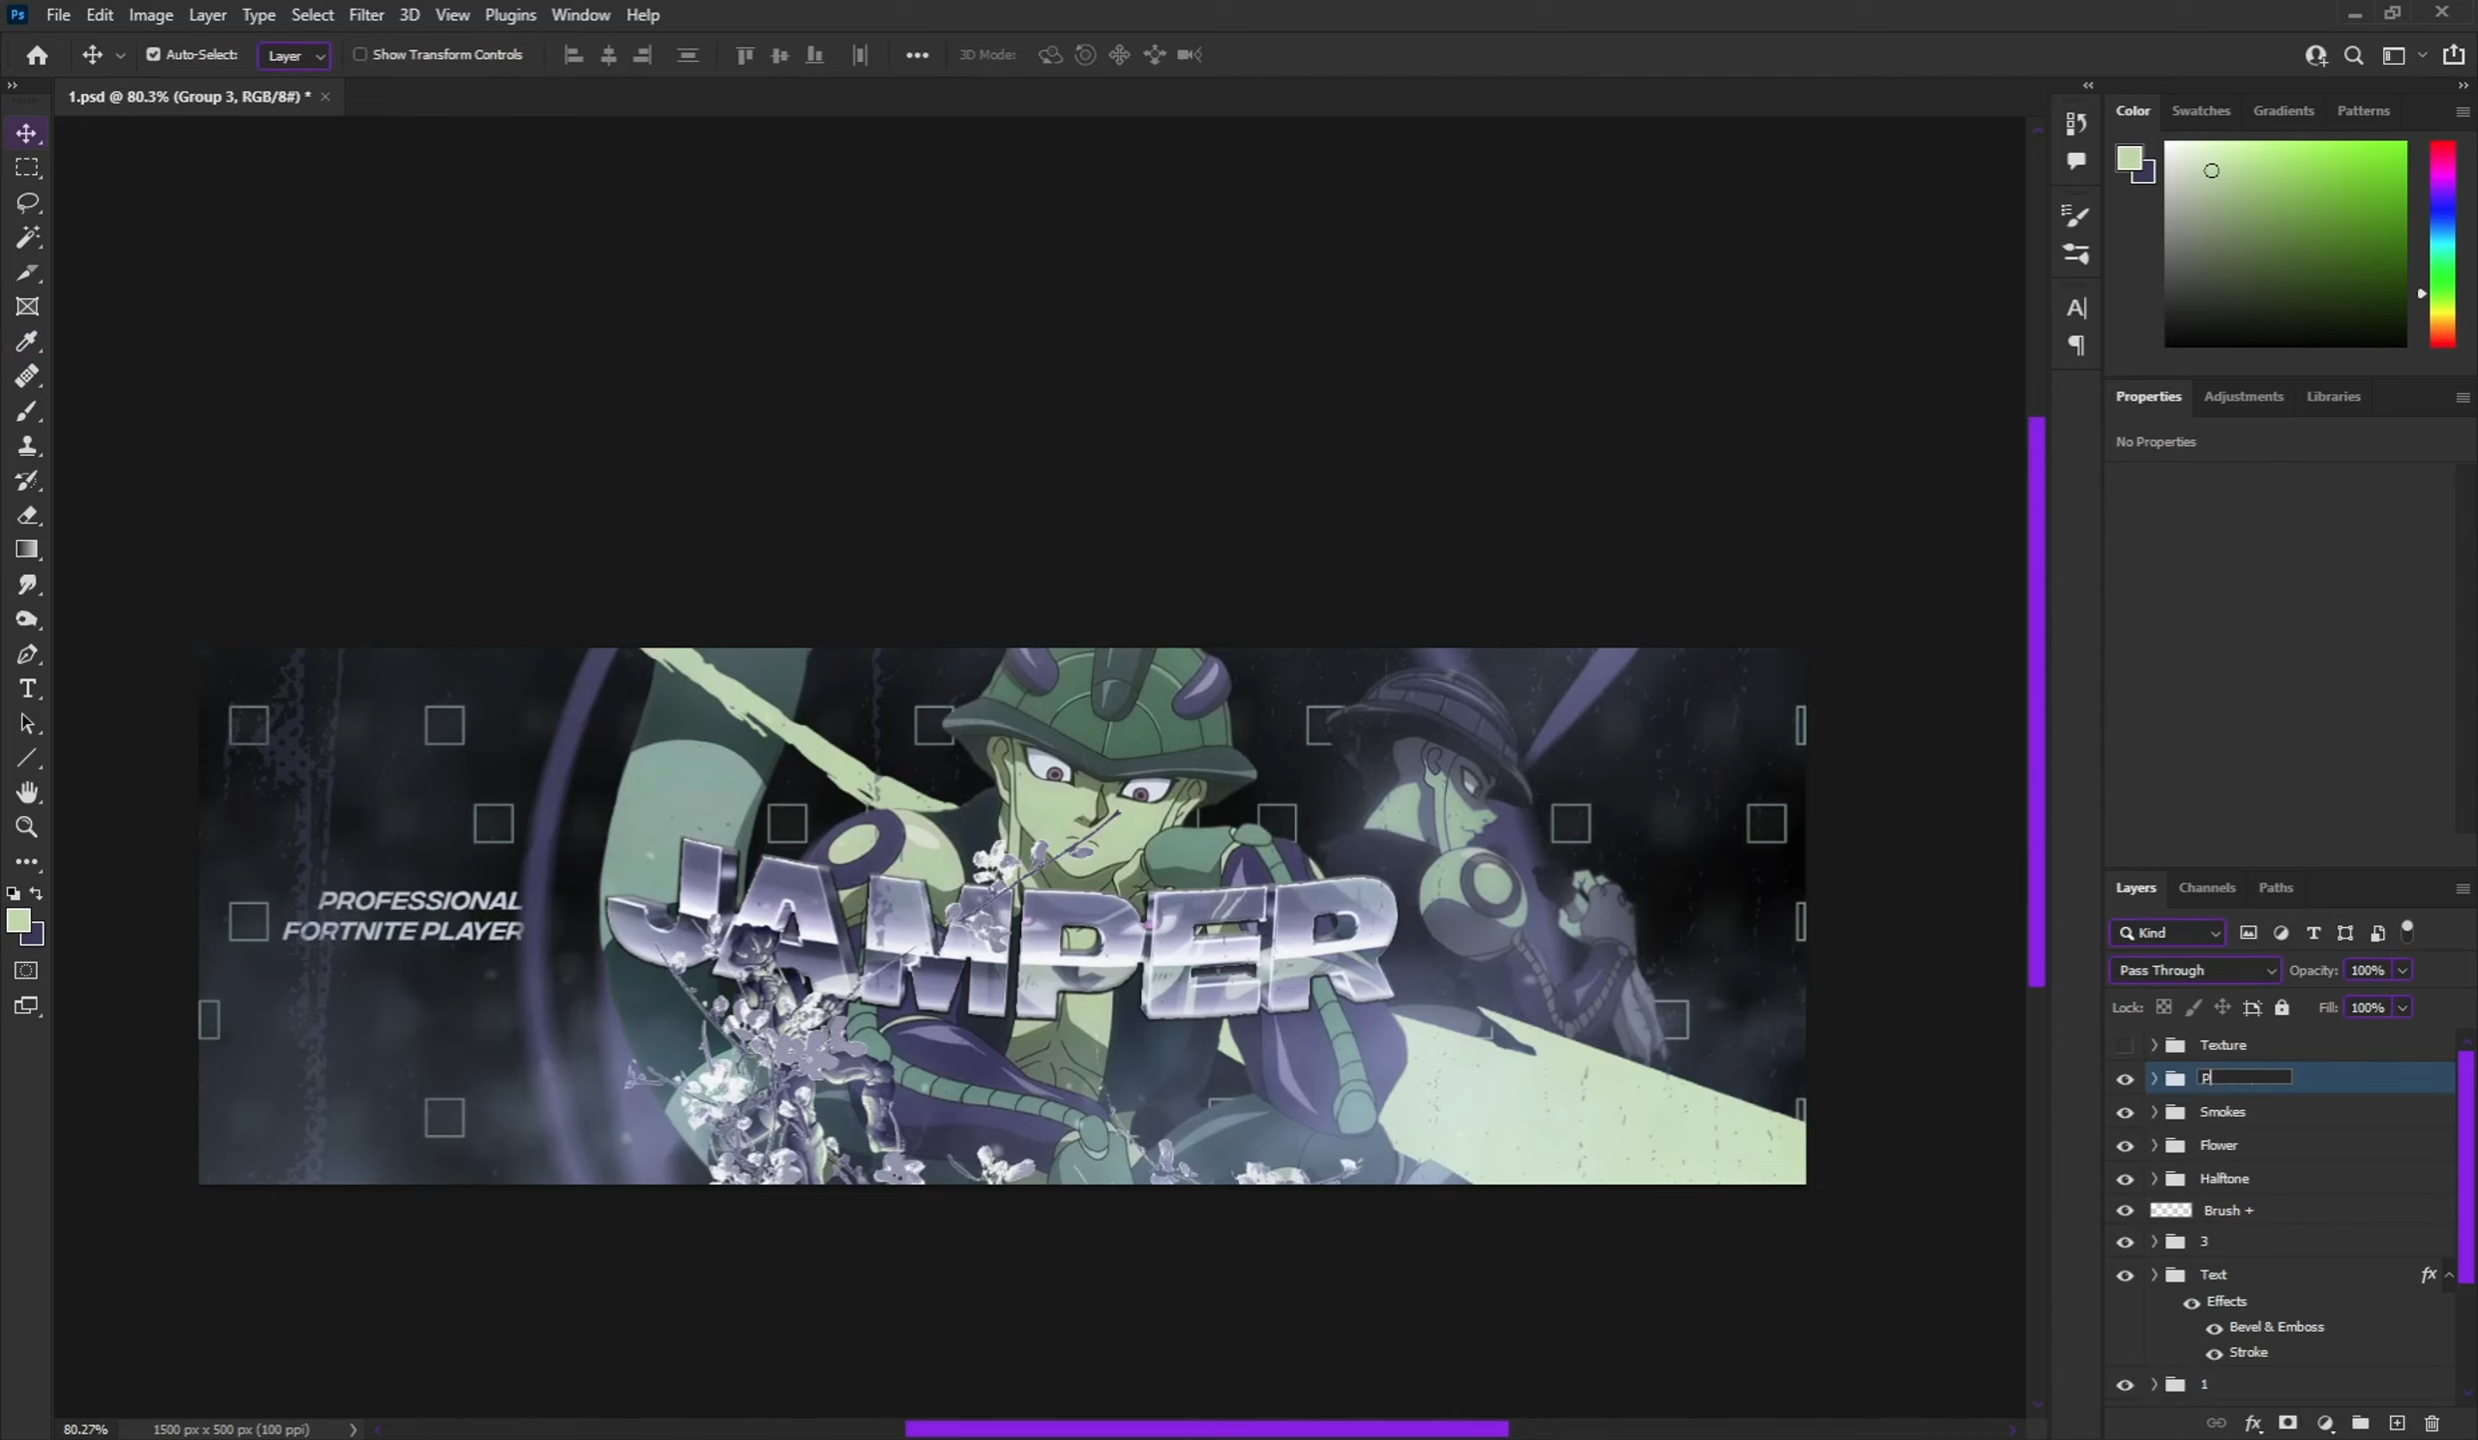 Ps File Edit Image Layer Type Select Filter 3D View Plugins Window Help
Auto-Select: Layer Show Transform Controls 3D Mode:
1.psd @ 80.3% (Group 3, RGB/8#) *
Color Swatches Gradients Patterns
Properties Adjustments Libraries
No Properties
PROFESSIONAL
FORTNITE PLAYER
JAMPER
Layers Channels Paths
Kind
Pass Through Opacity: 100%
Lock: Fill: 100%
Texture
p
Smokes
Flower
Halftone
Brush +
3
Text fx
Effects
Bevel & Emboss
Stroke
1
80.27% 1500 px x 500 px (100 ppi)
fx